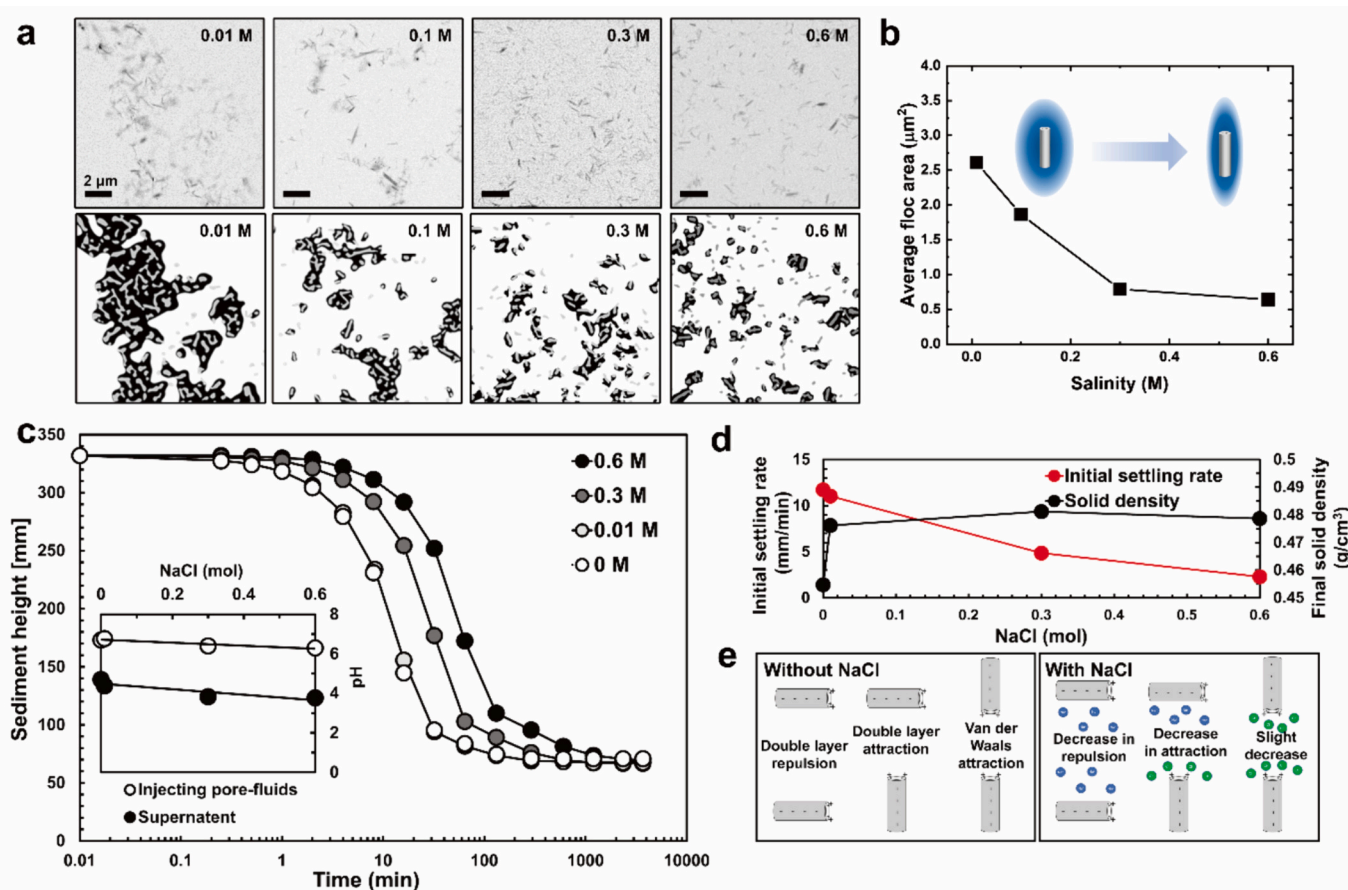 a
0.01 M
0.1 M
0.3 M
0.6 M
2 μm
0.01 M
0.1 M
0.3 M
0.6 M
b
4.0
3.5
3.0
2.5
2.0
1.5
1.0
0.5
0.0
Average floc area (μm²)
0.0
0.2
0.4
0.6
Salinity (M)
c
350
300
250
200
150
100
50
0
Sediment height [mm]
0.6 M
0.3 M
0.01 M
0 M
NaCl (mol)
0
0.2
0.4
0.6
8
6
4
2
0
pH
Injecting pore-fluids
Supernatent
0.01
0.1
1
10
100
1000
10000
Time (min)
d
15
10
5
0
Initial settling rate
(mm/min)
Initial settling rate
Solid density
0.5
0.49
0.48
0.47
0.46
0.45
Final solid density
(g/cm³)
0
0.1
0.2
0.3
0.4
0.5
0.6
NaCl (mol)
e
Without NaCl
Double layer
repulsion
Double layer
attraction
Van der
Waals
attraction
With NaCl
Decrease in
repulsion
Decrease
in attraction
Slight
decrease